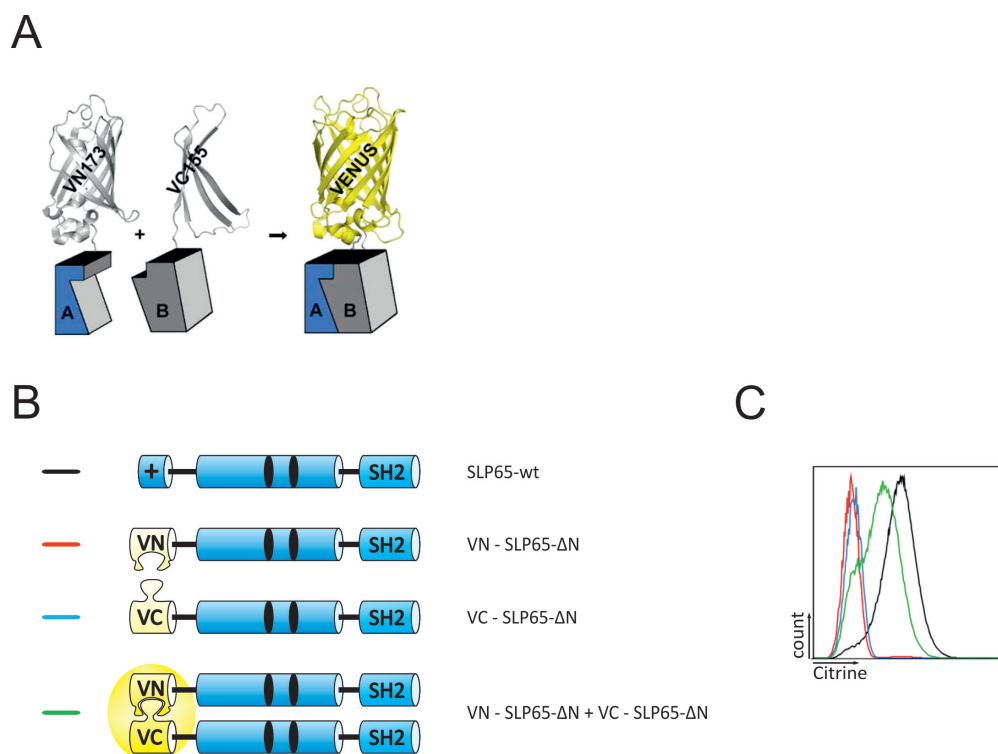 A
VN173
VC155
VENUS
+
A
B
A
B
B
C
+
SH2
SLP65-wt
VN
SH2
VN - SLP65-ΔN
VC
SH2
VC - SLP65-ΔN
VN
SH2
VC
SH2
VN - SLP65-ΔN + VC - SLP65-ΔN
count
Citrine